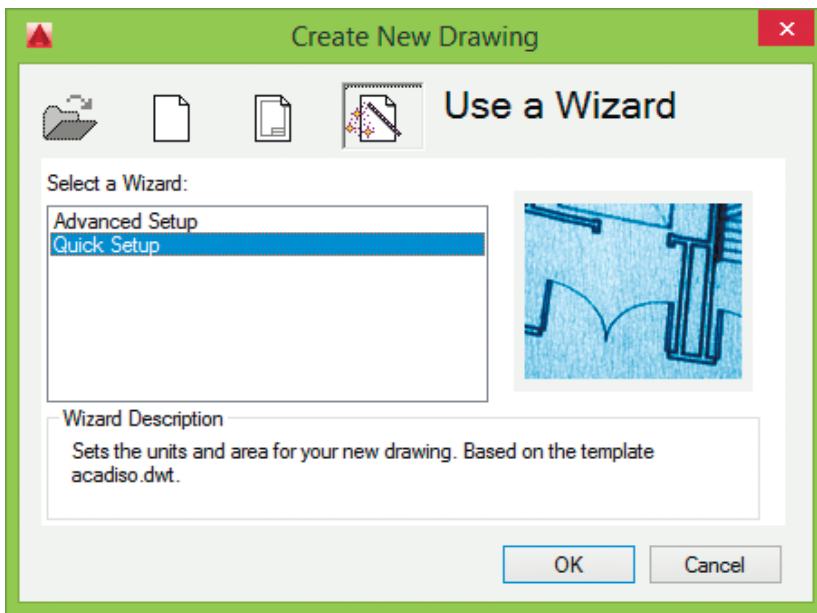 Create New Drawing
Use a Wizard
Select a Wizard:
Advanced Setup
Quick Setup
Wizard Description
Sets the units and area for your new drawing. Based on the template
acadiso.dwt.
OK
Cancel